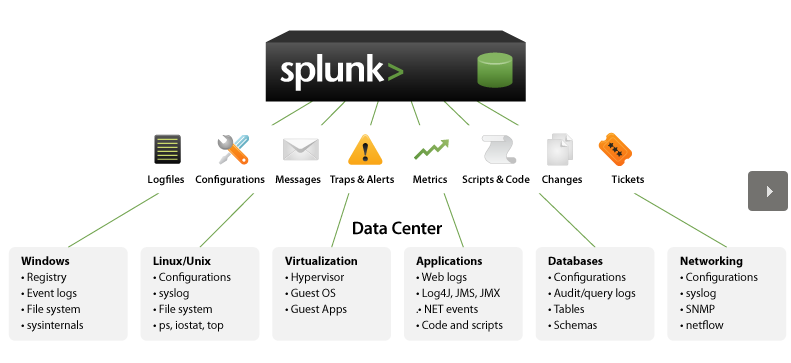 splunk>
Logfiles
Configurations
Messages
Traps & Alerts
Metrics
Scripts & Code
Changes
Tickets
Data Center
Windows
• Registry
• Event logs
• File system
• sysinternals
Linux/Unix
• Configurations
• syslog
• File system
• ps, iostat, top
Virtualization
• Hypervisor
• Guest OS
• Guest Apps
Applications
• Web logs
• Log4J, JMS, JMX
.• NET events
• Code and scripts
Databases
• Configurations
• Audit/query logs
• Tables
• Schemas
Networking
• Configurations
• syslog
• SNMP
• netflow